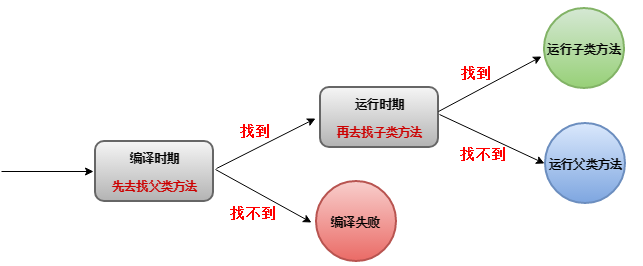 编译时期
先去找父类方法
找到
找不到
编译失败
运行时期
再去找子类方法
找到
找不到
运行子类方法
运行父类方法